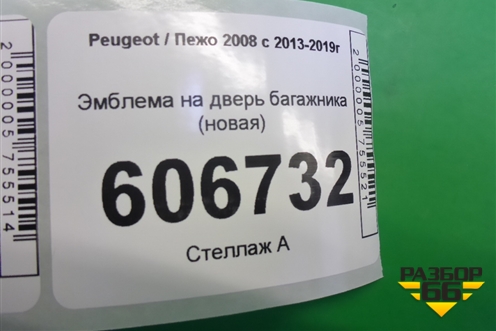 Peugeot / Пежо 2008 с 2013-2019г
Эмблема на дверь багажника
(новая)
606732
Стеллаж А
2000005755514
2000005755521
РАЗБОР
66